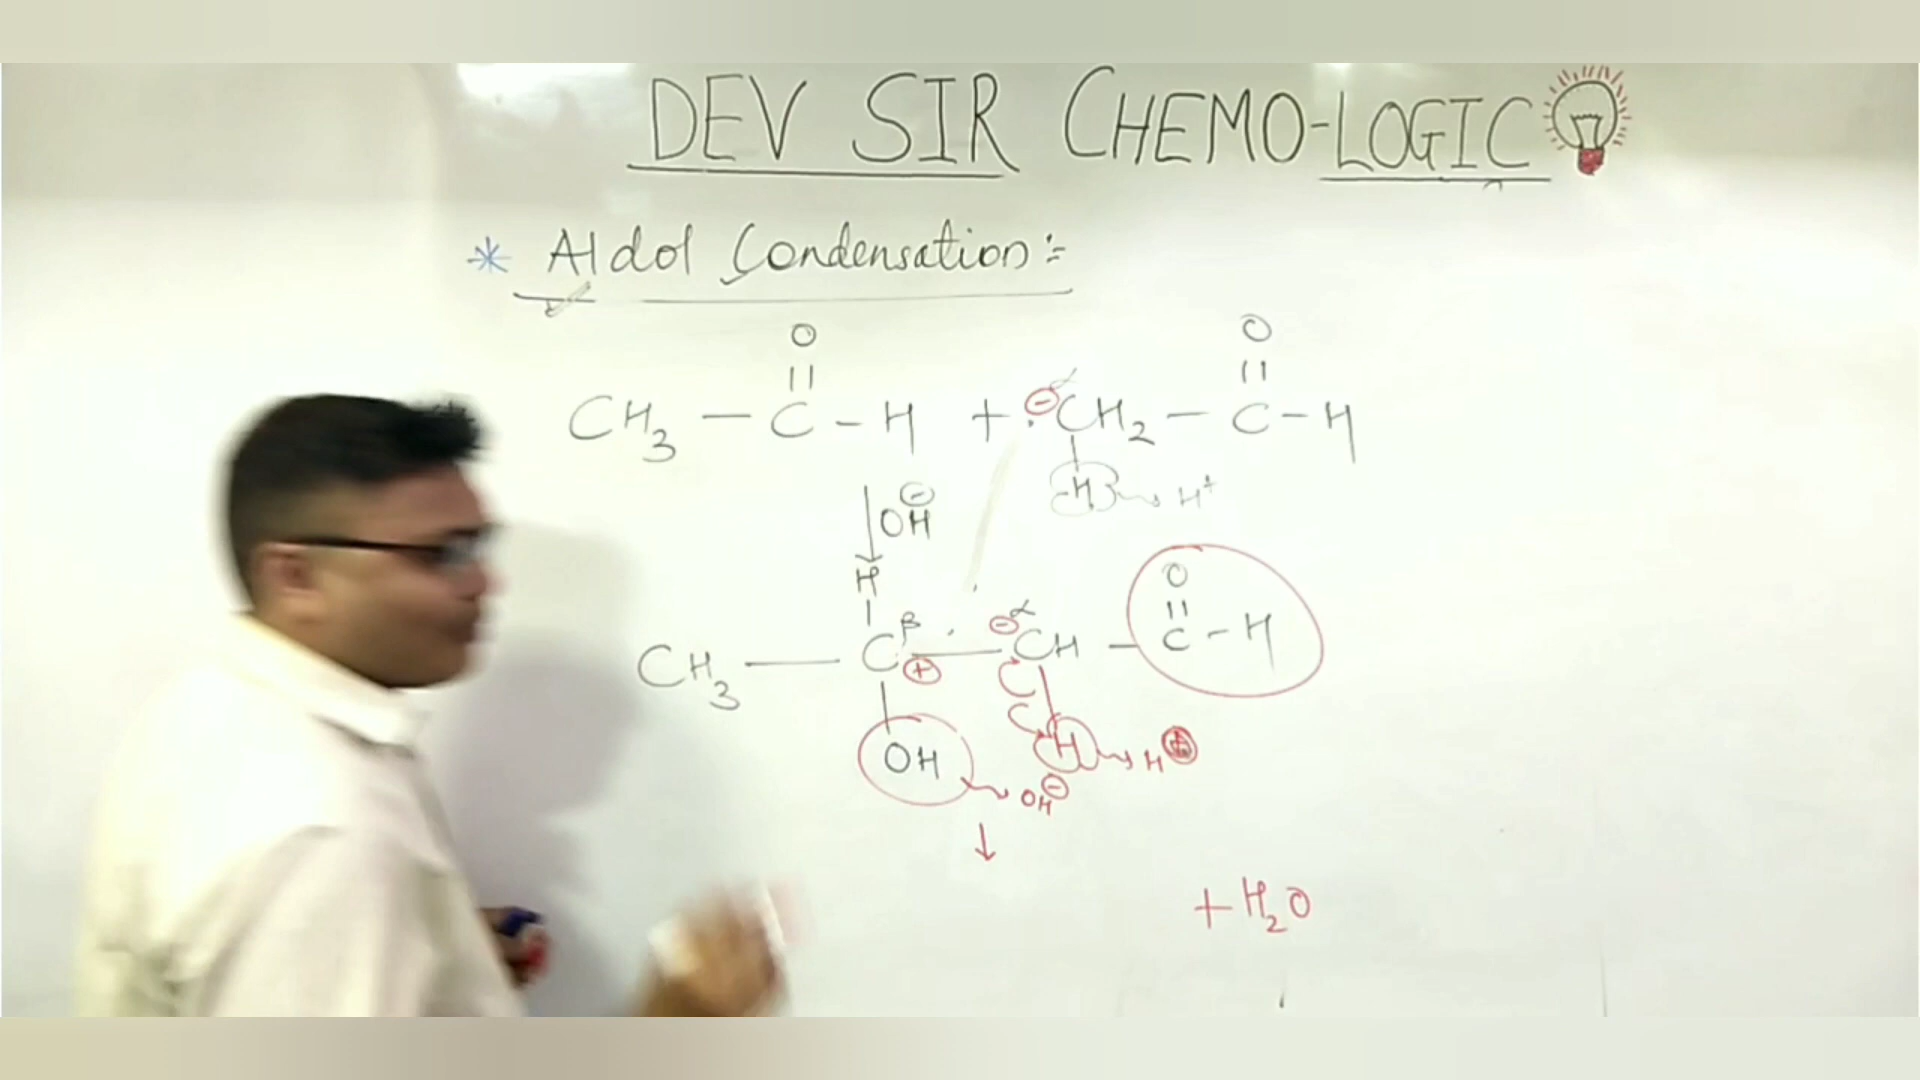 DEV SIR CHEMO-LOGIC
* Aldol Condensation :-
O O
|| ||
CH3 — C – H + ⊖ CH2 — C – H
α
H → H+
OH⊖
H O
β ⊖ α ||
CH3 — C ⊕ — CH — C – H
OH H → H⊕
OH⊖
↓
+ H2O